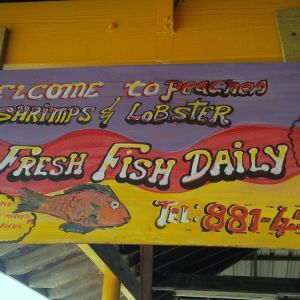 ELCOME to Peaches
SHRIMPS & LOBSTER
FRESH FISH DAILY
TEL: 881-4